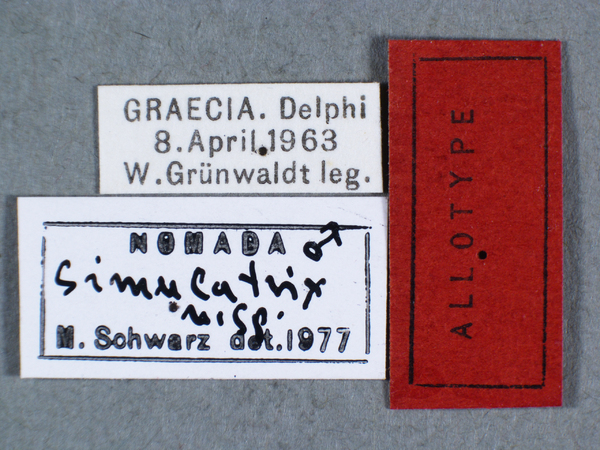 GRAECIA. Delphi
8. April 1963
W. Grünwaldt leg.
NOMADA ♂
simulatrix
M. Schwarz det. 1977
ALLOTYPE